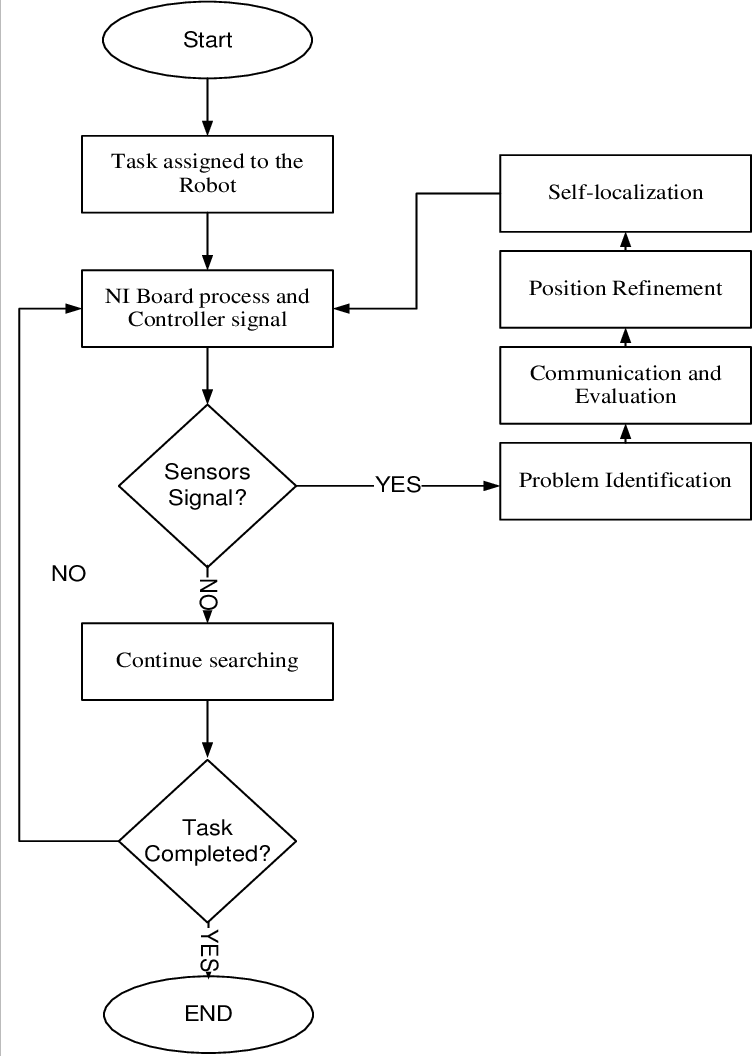 Start
Task assigned to the
Robot
NI Board process and
Controller signal
Sensors
Signal?
YES
NO
Continue searching
Task
Completed?
NO
YES
END
Self-localization
Position Refinement
Communication and
Evaluation
Problem Identification